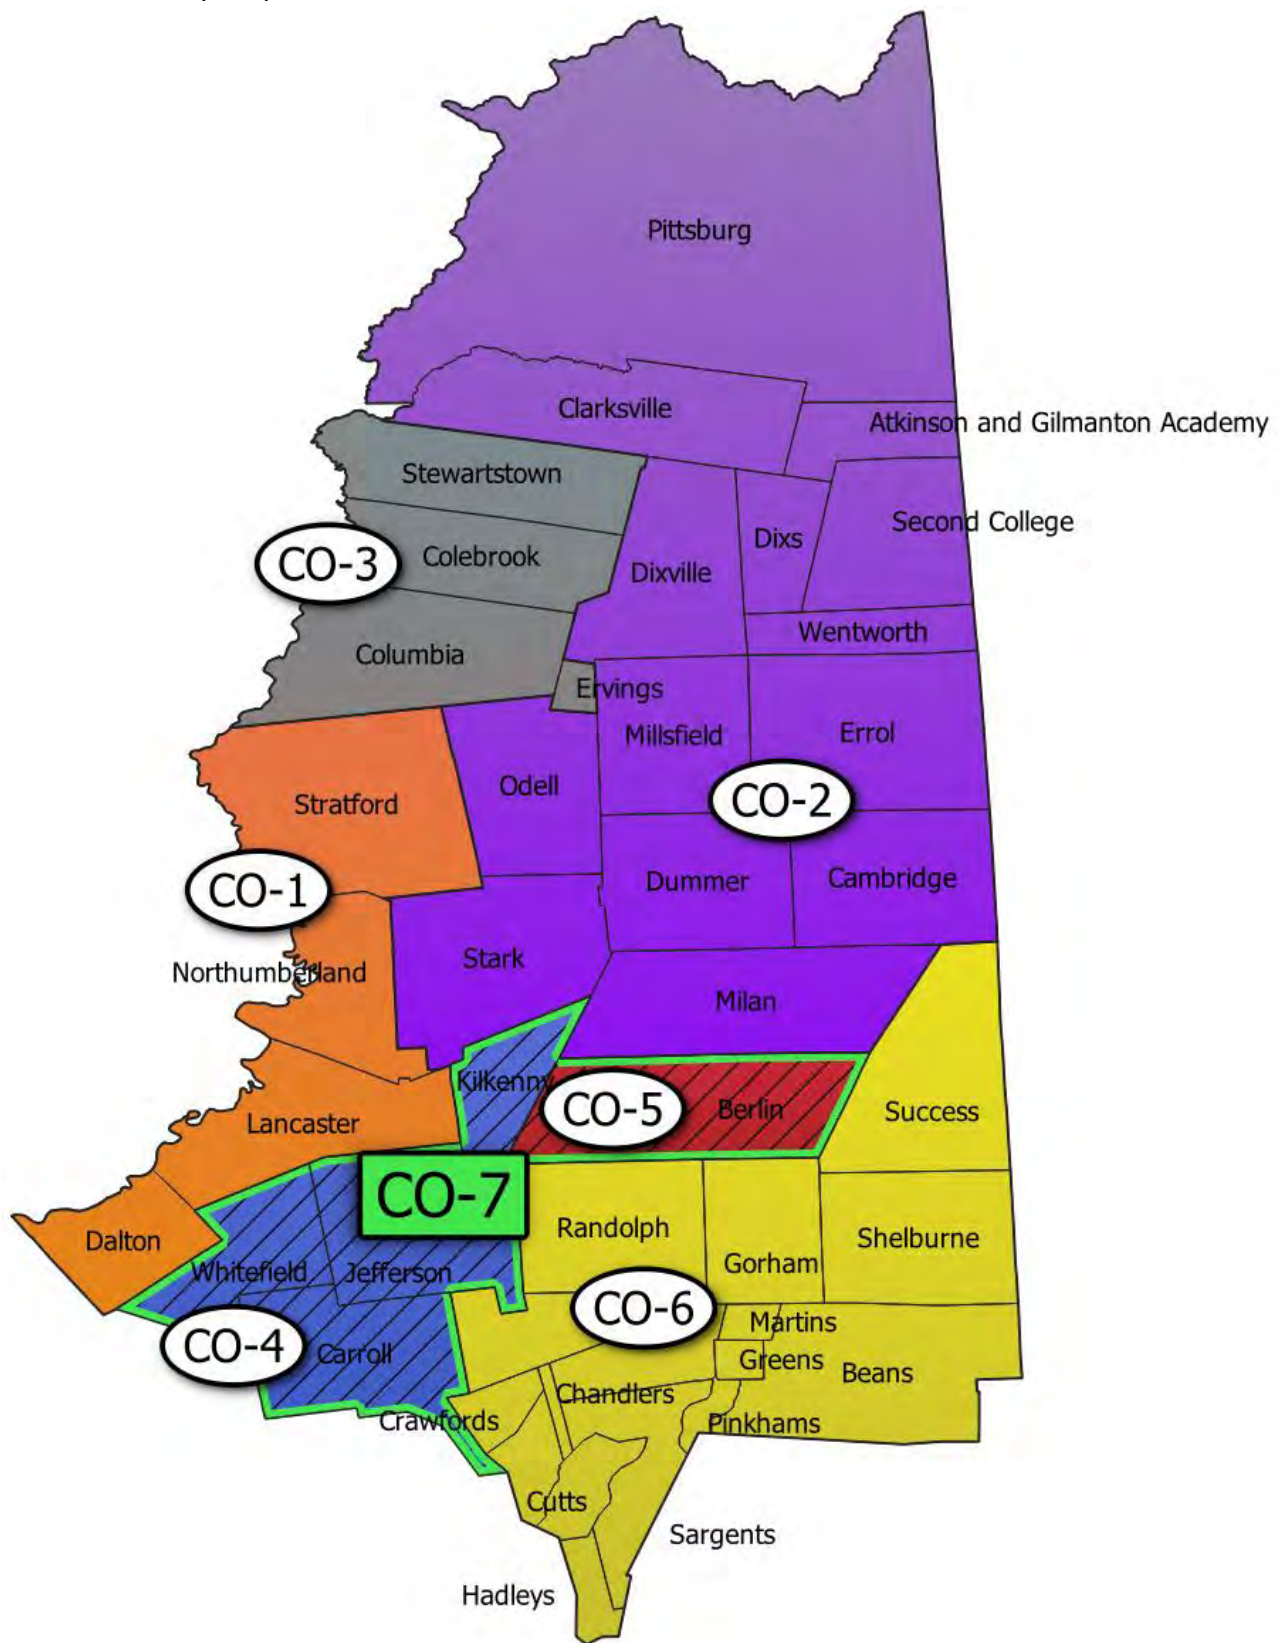 Pittsburg
Clarksville
Atkinson and Gilmanton Academy
Stewartstown
Second College
Dixs
CO-3
Colebrook
Dixville
Wentworth
Columbia
Ervings
Millsfield
Errol
Odell
CO-2
Stratford
Dummer
Cambridge
CO-1
Stark
Northumberland
Milan
Kilkenny
CO-5
Berlin
Success
Lancaster
CO-7
Randolph
Dalton
Shelburne
Whitefield
Jefferson
Gorham
CO-6
Martins
CO-4
Carroll
Greens
Beans
Chandlers
Crawfords
Pinkhams
Cutts
Sargents
Hadleys